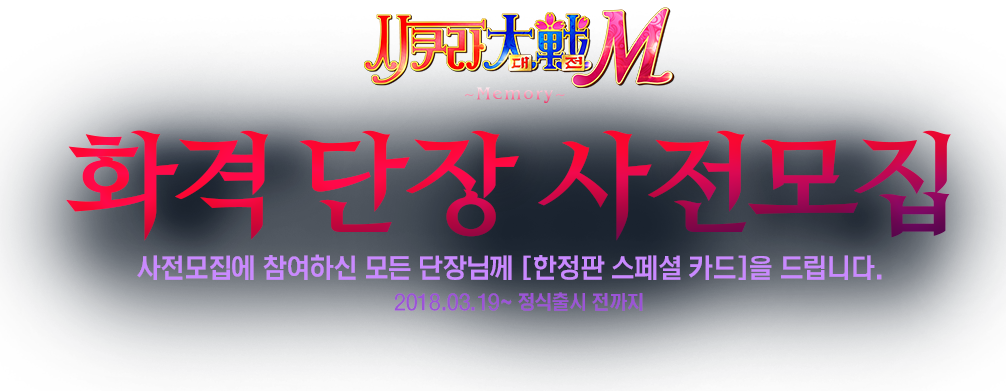 사쿠라大戦M
대전
~Memory~
화격 단장 사전모집
사전모집에 참여하신 모든 단장님께 [한정판 스페셜 카드]을 드립니다.
2018.03.19~ 정식출시 전까지